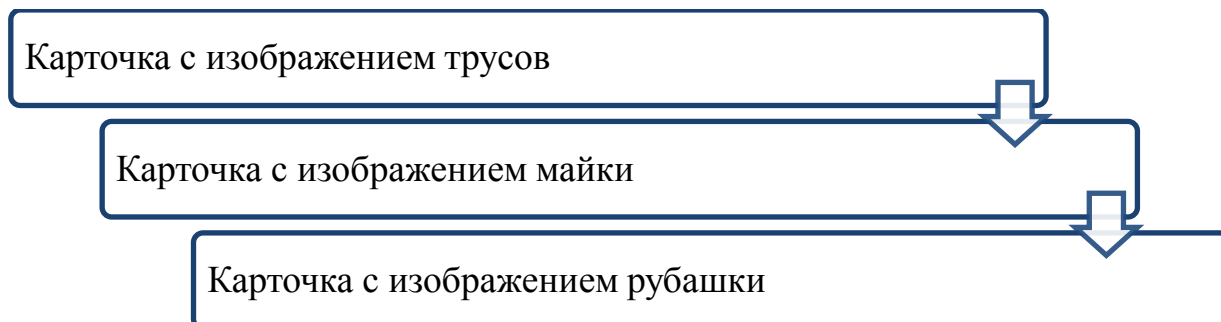 Карточка с изображением трусов
Карточка с изображением майки
Карточка с изображением рубашки